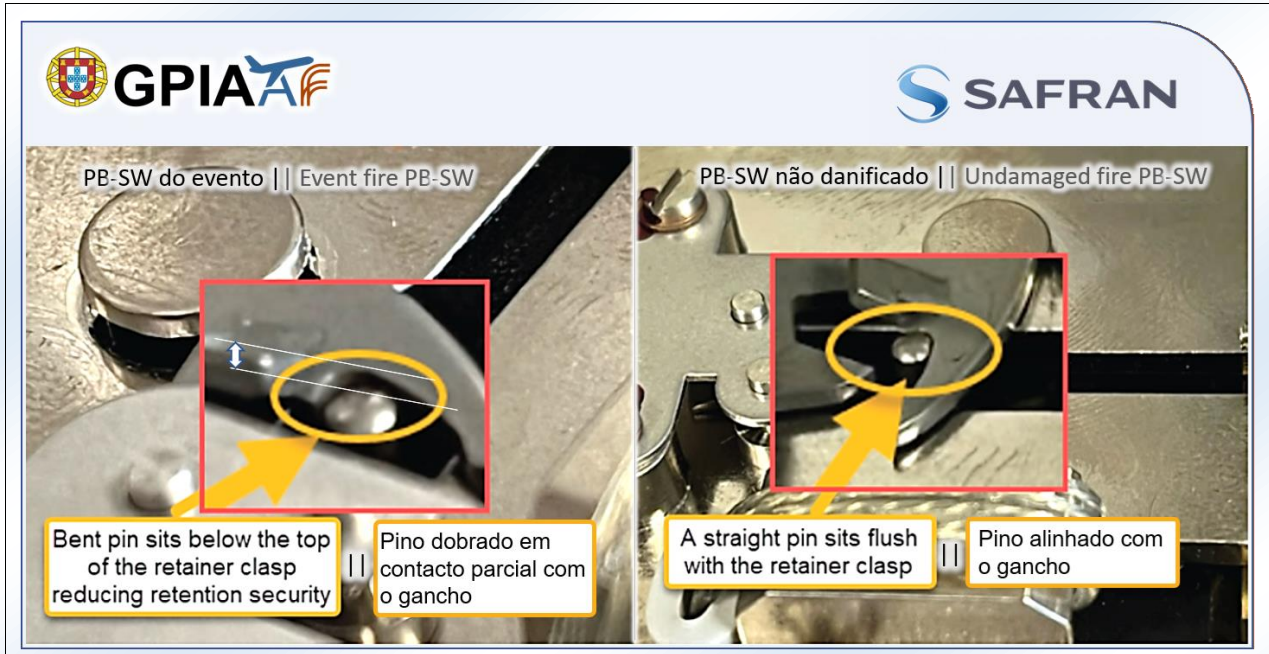 GPIAAF
SAFRAN
PB-SW do evento || Event fire PB-SW
PB-SW não danificado || Undamaged fire PB-SW
Bent pin sits below the top
of the retainer clasp
reducing retention security
||
Pino dobrado em
contacto parcial com
o gancho
A straight pin sits flush
with the retainer clasp
||
Pino alinhado com
o gancho